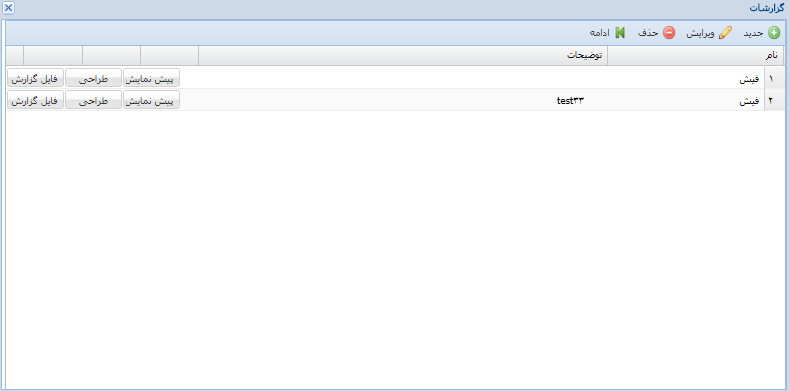 گزارشات
جدید ویرایش حذف ادامه
نام توضیحات
۱ فیش پیش نمایش طراحی فایل گزارش
۲ فیش test۳۳ پیش نمایش طراحی فایل گزارش